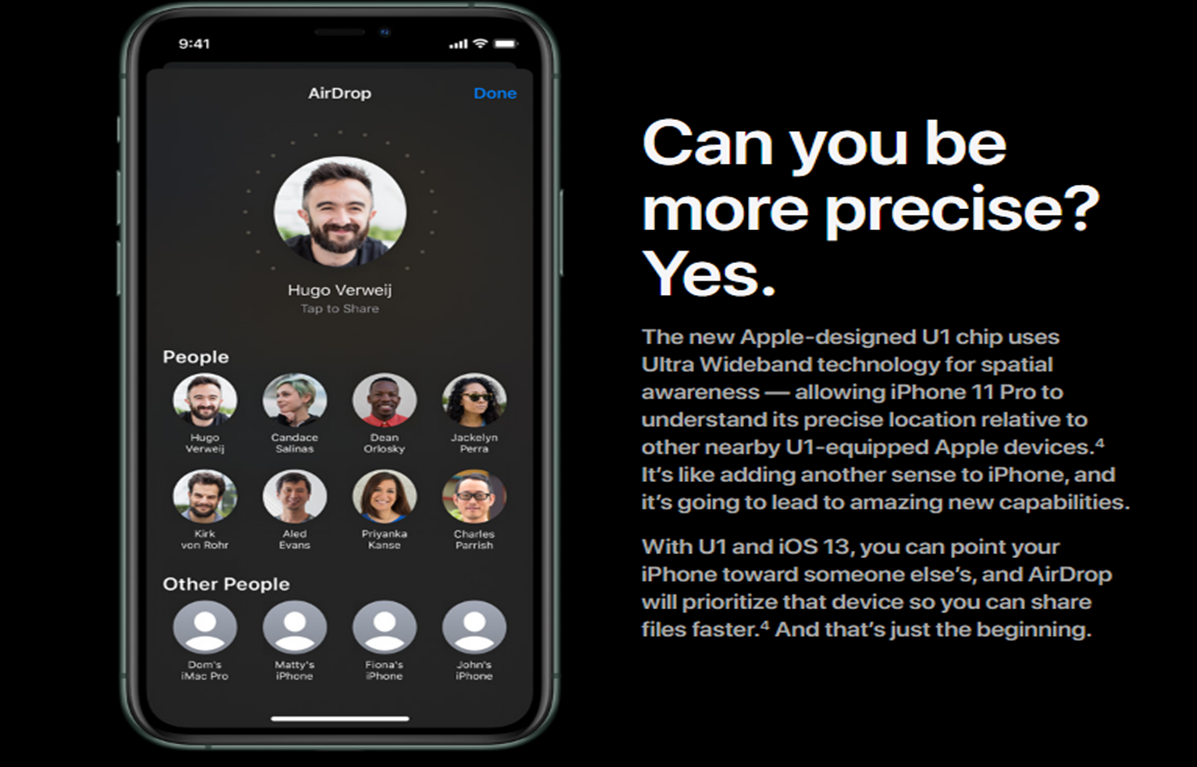 9:41
AirDrop
Done
Hugo Verweij
Tap to Share
People
Hugo
Verweij
Candace
Salinas
Dean
Orlosky
Jackelyn
Perra
Kirk
von Rohr
Aled
Evans
Priyanka
Kanse
Charles
Parrish
Other People
Dom's
iMac Pro
Matty's
iPhone
Fiona's
iPhone
John's
iPhone
Can you be
more precise?
Yes.
The new Apple-designed U1 chip uses
Ultra Wideband technology for spatial
awareness — allowing iPhone 11 Pro to
understand its precise location relative to
other nearby U1-equipped Apple devices.⁴
It’s like adding another sense to iPhone, and
it’s going to lead to amazing new capabilities.
With U1 and iOS 13, you can point your
iPhone toward someone else’s, and AirDrop
will prioritize that device so you can share
files faster.⁴ And that’s just the beginning.